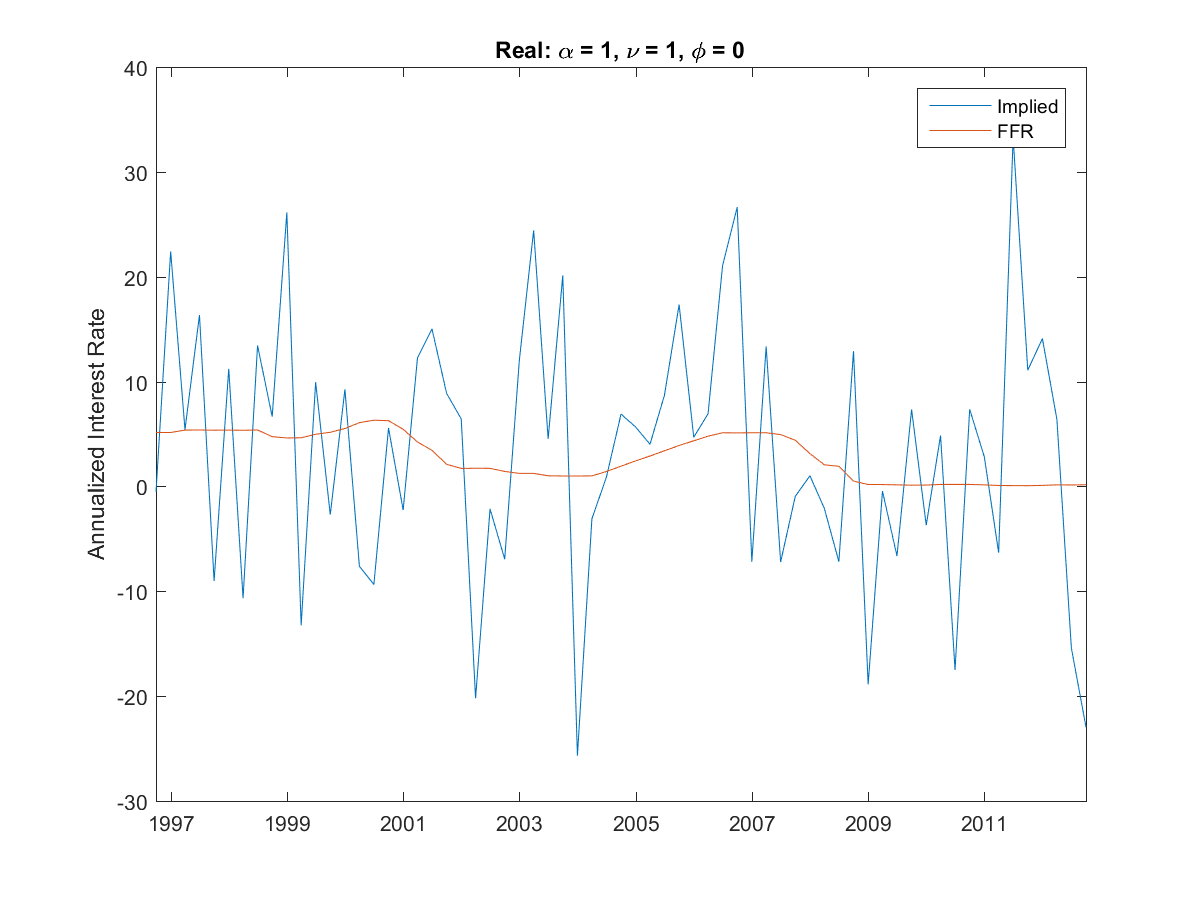 Real: α = 1, ν = 1, ϕ = 0
Implied
FFR
Annualized Interest Rate
40
30
20
10
0
-10
-20
-30
1997 1999 2001 2003 2005 2007 2009 2011